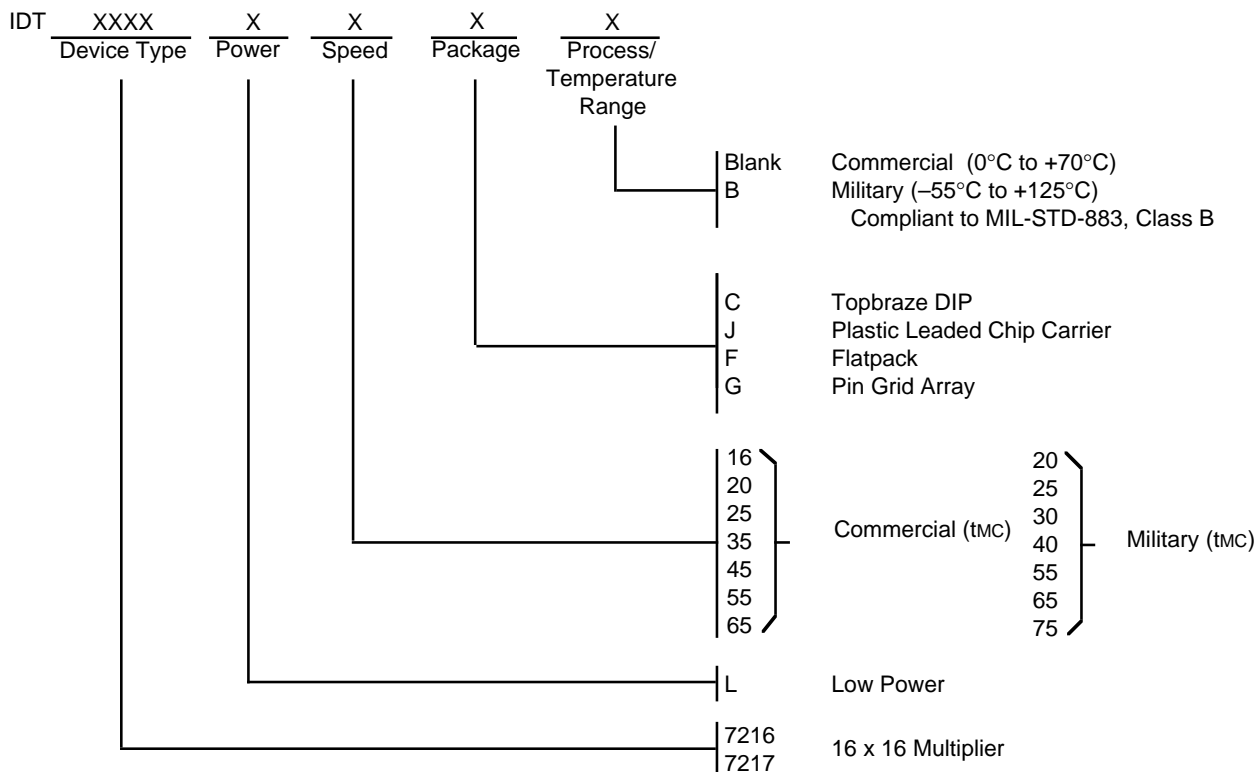 IDT XXXX X X X X
Device Type Power Speed Package Process/
Temperature
Range
Blank Commercial (0°C to +70°C)
B Military (–55°C to +125°C)
Compliant to MIL-STD-883, Class B
C Topbraze DIP
J Plastic Leaded Chip Carrier
F Flatpack
G Pin Grid Array
16 20
20 25
25 30
35 Commercial (tMC) 40 Military (tMC)
45 55
55 65
65 75
L Low Power
7216
7217 16 x 16 Multiplier